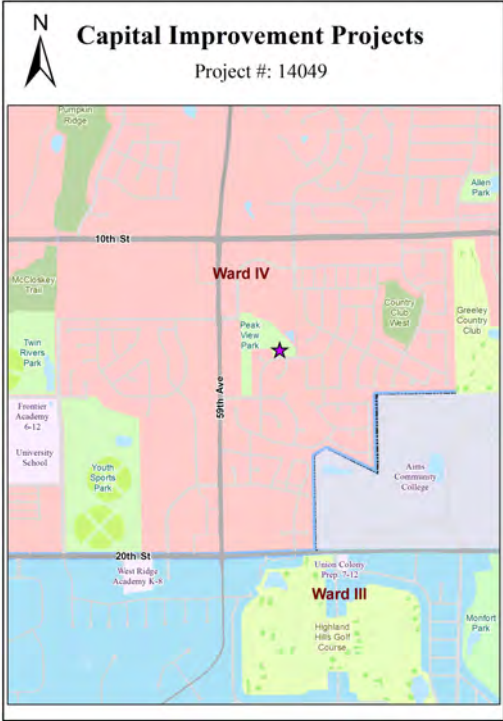 N
Capital Improvement Projects
Project #: 14049
Pumpkin
Ridge
Allen
Park
10th St
Ward IV
McCloskey
Trail
Country
Club
West
Greeley
Country
Club
Peak
View
Park
Twin
Rivers
Park
59th Ave
Frontier
Academy
6-12
University
School
Youth
Sports
Park
Aims
Community
College
20th St
West Ridge
Academy K-8
Union Colony
Prep. 7-12
Ward III
Highland
Hills Golf
Course
Monfort
Park